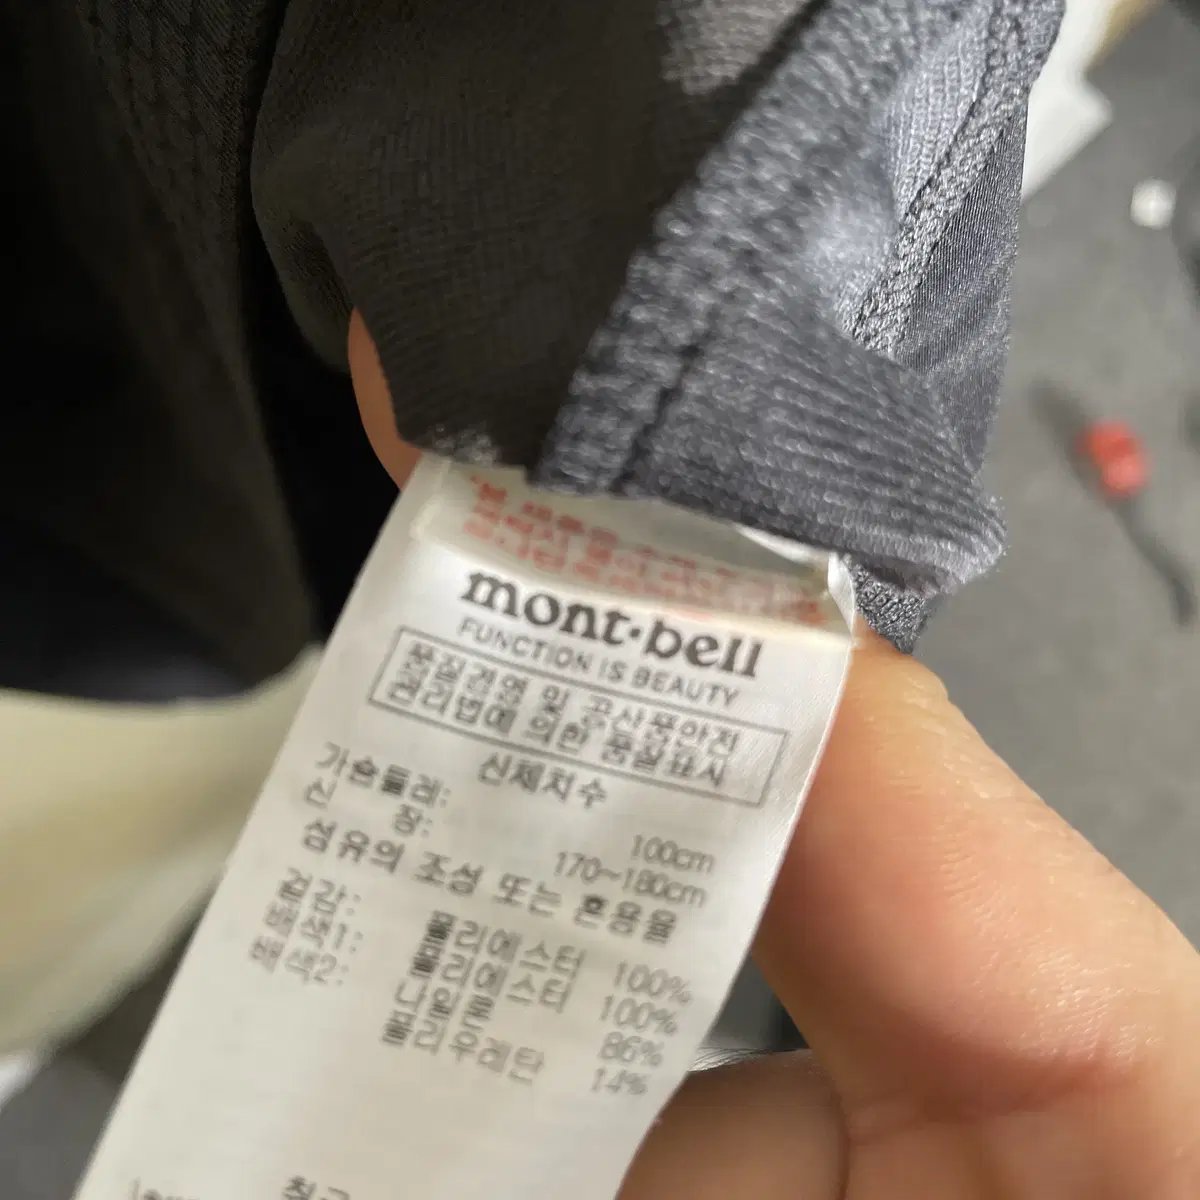 mont·bell
FUNCTION IS BEAUTY
품질경영 및 공산품안전
관리법에 의한 품질표시
신체치수
가슴둘레: 100cm
신 장: 170~180cm
섬유의 조성 또는 혼용율
겉감: 폴리에스터 100%
배색1: 폴리에스터 100%
배색2: 나일론 86%
폴리우레탄 14%